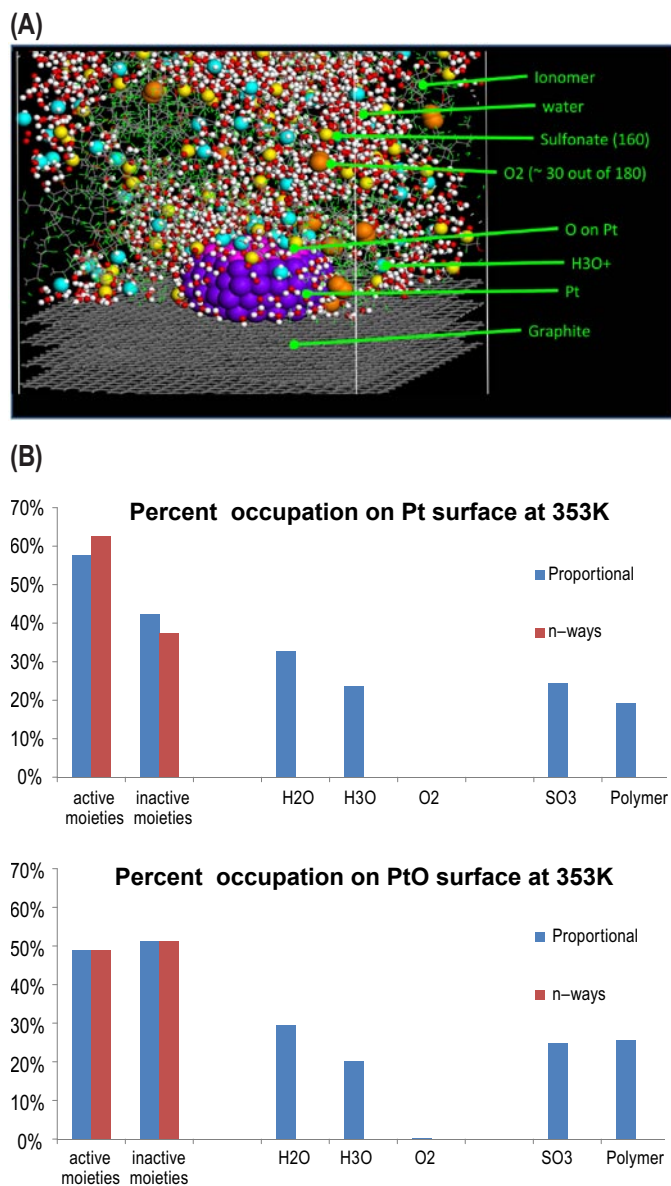 (A)
Ionomer
water
Sulfonate (160)
O2 (~ 30 out of 180)
O on Pt
H3O+
Pt
Graphite
(B)
Percent occupation on Pt surface at 353K
70%
60%
50%
40%
30%
20%
10%
0%
Proportional
n–ways
active moieties
inactive moieties
H2O
H3O
O2
SO3
Polymer
Percent occupation on PtO surface at 353K
70%
60%
50%
40%
30%
20%
10%
0%
Proportional
n–ways
active moieties
inactive moieties
H2O
H3O
O2
SO3
Polymer